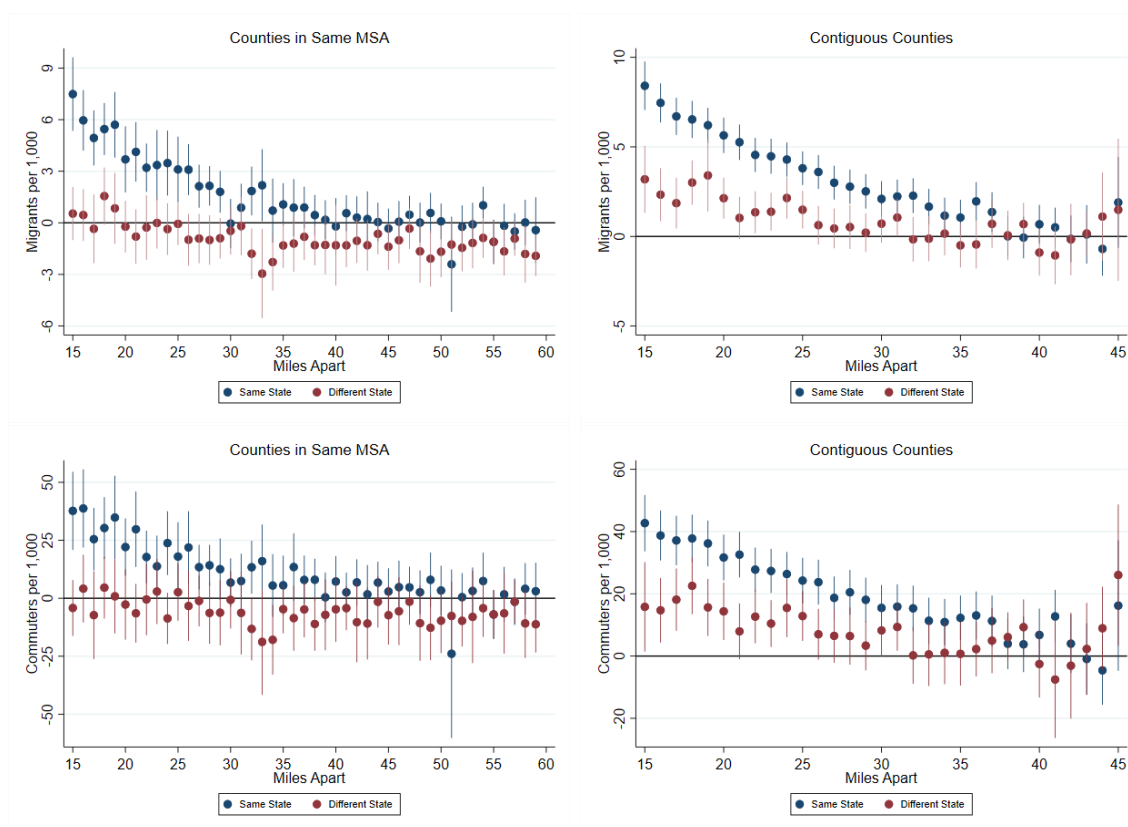 Counties in Same MSA
Migrants per 1,000
9
6
3
0
-3
-6
15 20 25 30 35 40 45 50 55 60
Miles Apart
Same State Different State
Contiguous Counties
Migrants per 1,000
10
5
0
-5
15 20 25 30 35 40 45
Miles Apart
Same State Different State
Counties in Same MSA
Commuters per 1,000
50
25
0
-25
-50
15 20 25 30 35 40 45 50 55 60
Miles Apart
Same State Different State
Contiguous Counties
Commuters per 1,000
60
40
20
0
-20
15 20 25 30 35 40 45
Miles Apart
Same State Different State